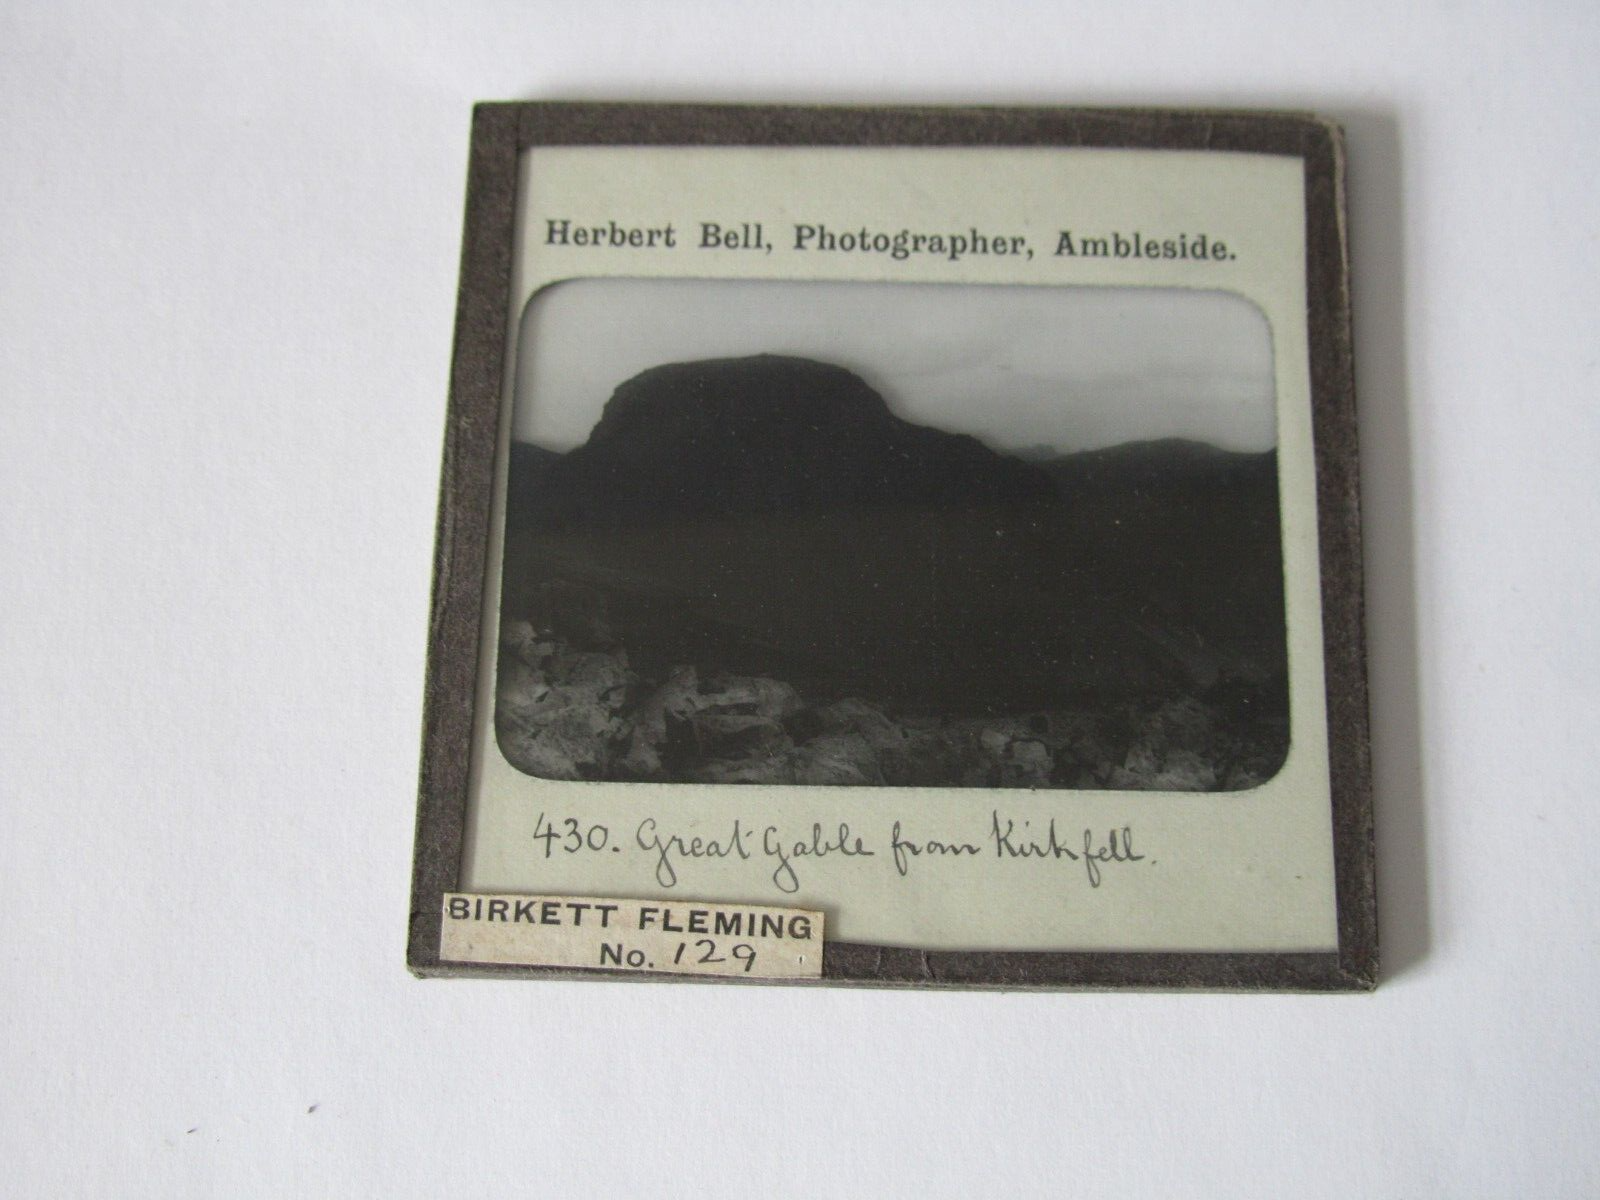 Herbert Bell, Photographer, Ambleside.
430. Great Gable from Kirkfell.
BIRKETT FLEMING
No. 129